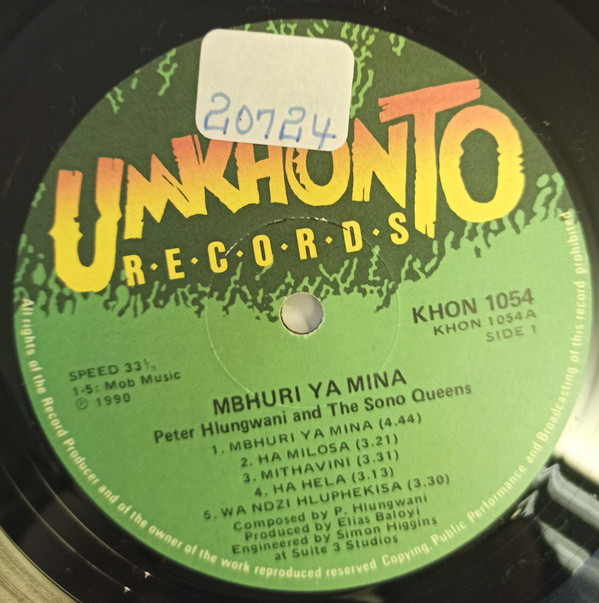 20724
UMKHONTO
R·E·C·O·R·D·S
KHON 1054
KHON 1054A
SIDE 1
SPEED 33⅓
1-5: Mob Music
℗ 1990
MBHURI YA MINA
Peter Hlungwani and The Sono Queens
1. MBHURI YA MINA (4.44)
2. HA MILOSA (3.21)
3. MITHAVINI (3.31)
4. HA HELA (3.13)
5. WA NDZI HLUPHEKISA (3.30)
Composed by P. Hlungwani
Produced by Elias Baloyi
Engineered by Simon Higgins
at Suite 3 Studios
All rights of the Record Producer and of the owner of the work reproduced reserved Copying, Public Performance and Broadcasting of this record prohibited.